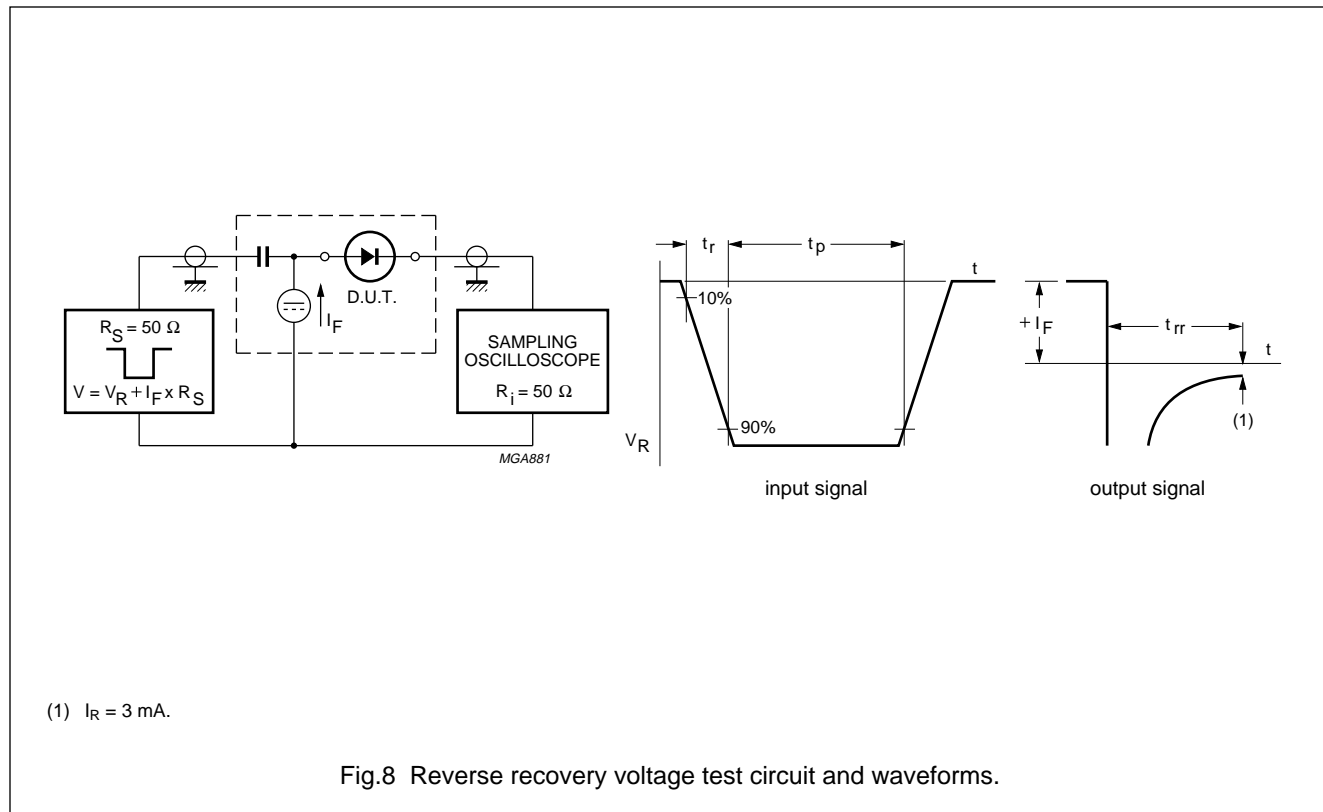 R_S = 50 Ω
V = V_R + I_F x R_S
I_F
D.U.T.
SAMPLING
OSCILLOSCOPE
R_i = 50 Ω
MGA881
t_r
t_p
t
10%
90%
V_R
input signal
+ I_F
t_rr
t
(1)
output signal
(1) I_R = 3 mA.
Fig.8 Reverse recovery voltage test circuit and waveforms.